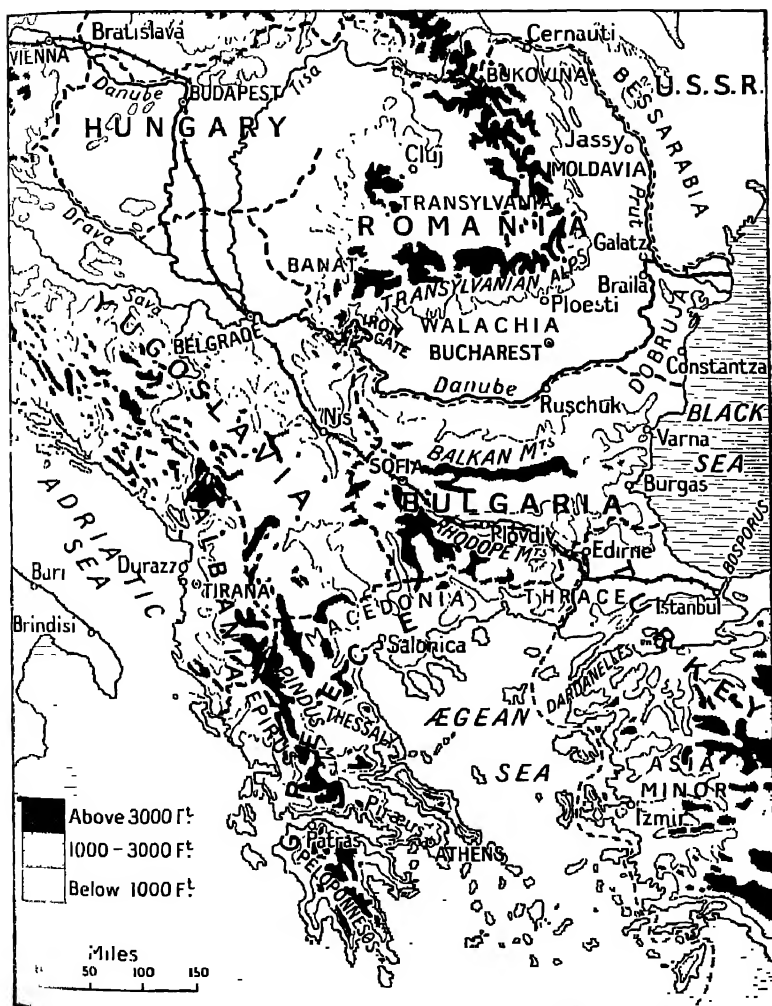 Bratislava
VIENNA
Danube
BUDAPEST
Tisa
HUNGARY
Cernauti
BUKOVINA
BESSARABIA
U.S.S.R.
Jassy
MOLDAVIA
Prut
Cluj
TRANSYLVANIA
ROMANIA
Galatz
Braila
BANAT
TRANSYLVANIAN ALPS
Ploesti
Drava
Sava
YUGOSLAVIA
BELGRADE
IRON GATE
WALACHIA
BUCHAREST
DOBRUJA
Constantza
Danube
Ruschuk
BLACK SEA
Nis
BALKAN Mts
SOFIA
Varna
Burgas
BULGARIA
Plovdiv
RHODOPE Mts
Edirne
BOSPORUS
ADRIATIC SEA
Bari
Brindisi
Durazzo
TIRANA
ALBANIA
MACEDONIA
THRACE
Istanbul
Salonica
TURKEY
DARDANELLES
PINDUS
EPIRUS
THESSALY
GREECE
ÆGEAN SEA
ASIA MINOR
Izmir
Piraeus
Patras
ATHENS
PELOPONNESOS
Above 3000 Ft.
1000 - 3000 Ft.
Below 1000 Ft.
Miles
50 100 150